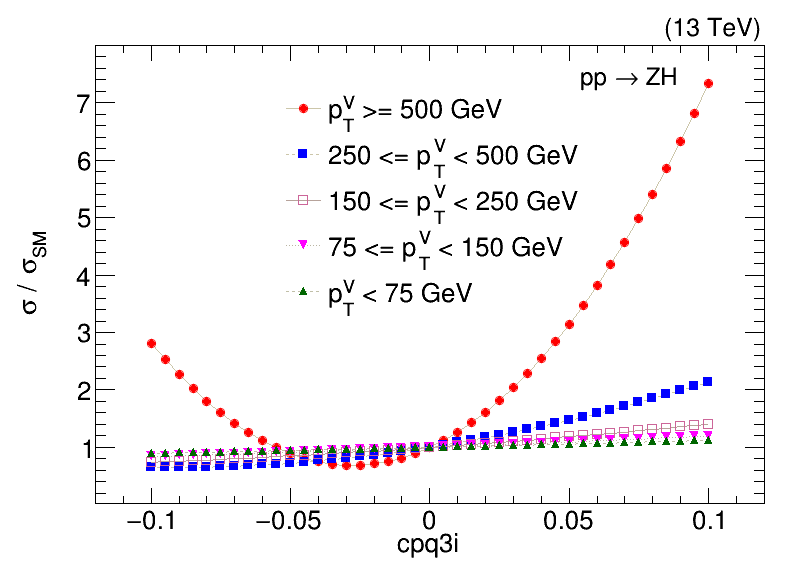 (13 TeV)
pp → ZH
p_T^V >= 500 GeV
250 <= p_T^V < 500 GeV
150 <= p_T^V < 250 GeV
75 <= p_T^V < 150 GeV
p_T^V < 75 GeV
σ / σ_SM
7
6
5
4
3
2
1
−0.1 −0.05 0 0.05 0.1
cpq3i